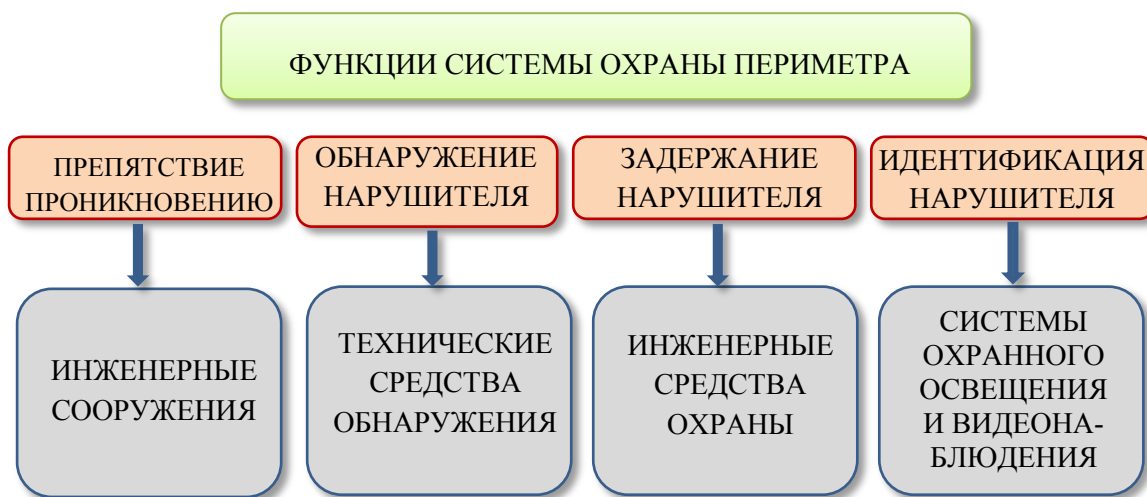 ФУНКЦИИ СИСТЕМЫ ОХРАНЫ ПЕРИМЕТРА
ПРЕПЯТСТВИЕ
ПРОНИКНОВЕНИЮ
ОБНАРУЖЕНИЕ
НАРУШИТЕЛЯ
ЗАДЕРЖАНИЕ
НАРУШИТЕЛЯ
ИДЕНТИФИКАЦИЯ
НАРУШИТЕЛЯ
ИНЖЕНЕРНЫЕ
СООРУЖЕНИЯ
ТЕХНИЧЕСКИЕ
СРЕДСТВА
ОБНАРУЖЕНИЯ
ИНЖЕНЕРНЫЕ
СРЕДСТВА
ОХРАНЫ
СИСТЕМЫ
ОХРАННОГО
ОСВЕЩЕНИЯ
И ВИДЕОНА-
БЛЮДЕНИЯ